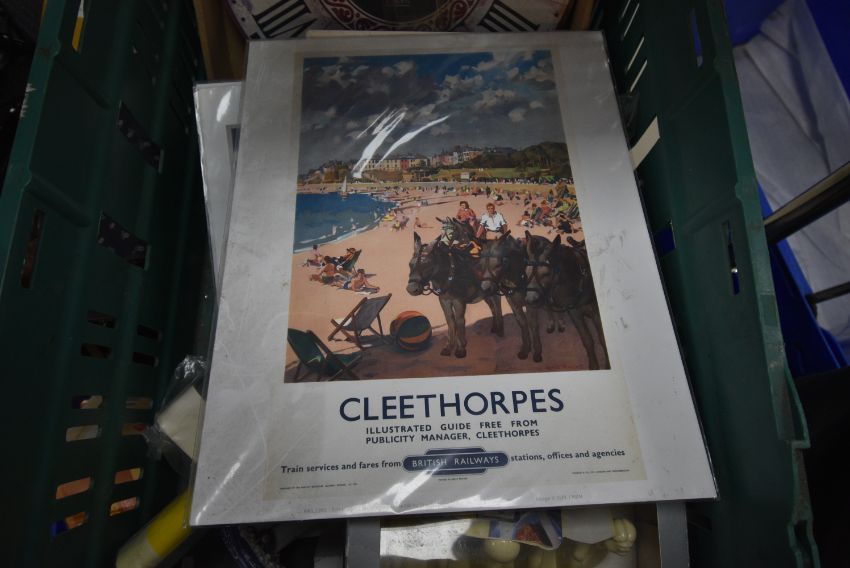 CLEETHORPES
ILLUSTRATED GUIDE FREE FROM
PUBLICITY MANAGER, CLEETHORPES
Train services and fares from BRITISH RAILWAYS stations, offices and agencies